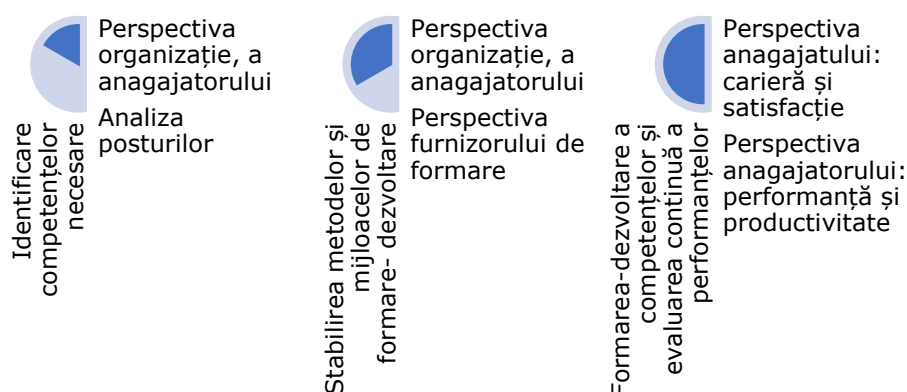 Perspectiva
organizație, a
anagajatorului
Analiza
posturilor
Identificare
competențelor
necesare
Perspectiva
organizație, a
anagajatorului
Perspectiva
furnizorului de
formare
Stabilirea metodelor și
mijloacelor de
formare- dezvoltare
Perspectiva
anagajatului:
carieră și
satisfacție
Perspectiva
anagajatorului:
performanță și
productivitate
Formarea-dezvoltare a
competențelor și
evaluarea continuă a
performanțelor